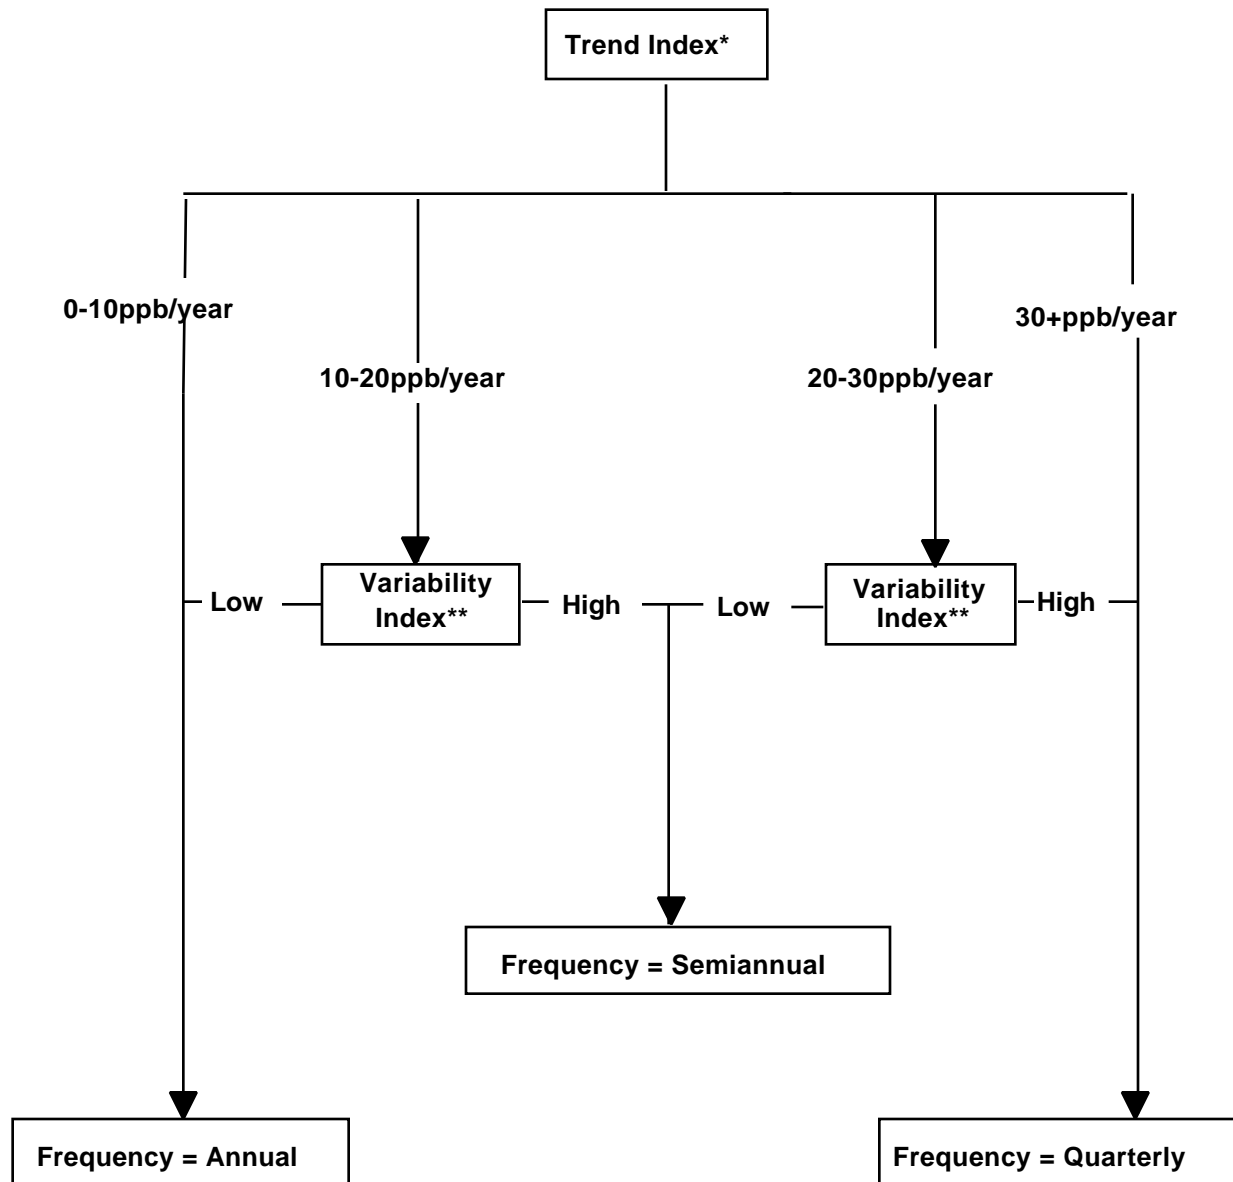 Trend Index*
0-10ppb/year
30+ppb/year
10-20ppb/year
20-30ppb/year
Low
Variability
Index**
High
Low
Variability
Index**
High
Frequency = Semiannual
Frequency = Annual
Frequency = Quarterly